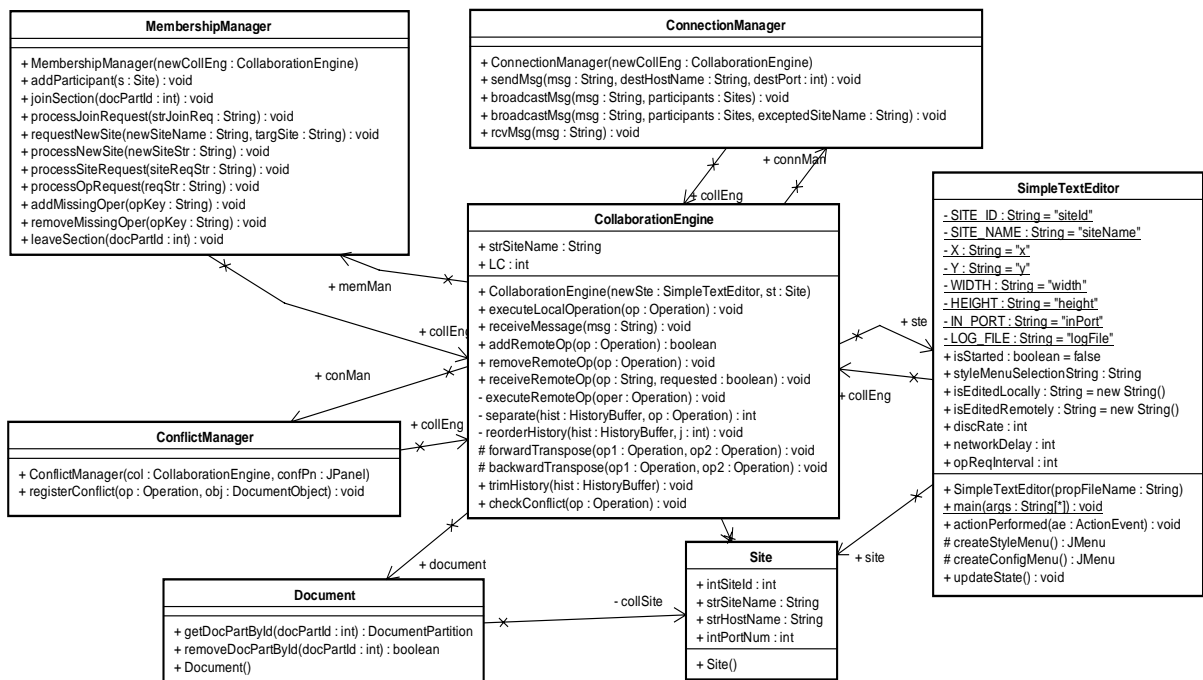 MembershipManager
+ MembershipManager(newCollEng : CollaborationEngine)
+ addParticipant(s : Site) : void
+ joinSection(docPartId : int) : void
+ processJoinRequest(strJoinReq : String) : void
+ requestNewSite(newSiteName : String, targSite : String) : void
+ processNewSite(newSiteStr : String) : void
+ processSiteRequest(siteReqStr : String) : void
+ processOpRequest(reqStr : String) : void
+ addMissingOper(opKey : String) : void
+ removeMissingOper(opKey : String) : void
+ leaveSection(docPartId : int) : void
ConnectionManager
+ ConnectionManager(newCollEng : CollaborationEngine)
+ sendMsg(msg : String, destHostName : String, destPort : int) : void
+ broadcastMsg(msg : String, participants : Sites) : void
+ broadcastMsg(msg : String, participants : Sites, exceptedSiteName : String) : void
+ rcvMsg(msg : String) : void
+ connMan
+ collEng
CollaborationEngine
+ strSiteName : String
+ LC : int
+ CollaborationEngine(newSte : SimpleTextEditor, st : Site)
+ executeLocalOperation(op : Operation) : void
+ receiveMessage(msg : String) : void
+ addRemoteOp(op : Operation) : boolean
+ removeRemoteOp(op : Operation) : void
+ receiveRemoteOp(op : String, requested : boolean) : void
- executeRemoteOp(oper : Operation) : void
- separate(hist : HistoryBuffer, op : Operation) : int
- reorderHistory(hist : HistoryBuffer, j : int) : void
# forwardTranspose(op1 : Operation, op2 : Operation)
# backwardTranspose(op1 : Operation, op2 : Operation)
+ trimHistory(hist : HistoryBuffer) : void
+ checkConflict(op : Operation) : void
+ memMan
+ collEng
+ conMan
+ collEng
+ ste
+ collEng
SimpleTextEditor
- SITE_ID : String = "siteId"
- SITE_NAME : String = "siteName"
- X : String = "x"
- Y : String = "y"
- WIDTH : String = "width"
- HEIGHT : String = "height"
- IN_PORT : String = "inPort"
- LOG_FILE : String = "logFile"
+ isStarted : boolean = false
+ styleMenuSelectionString : String
+ isEditedLocally : String = new String()
+ isEditedRemotely : String = new String()
+ discRate : int
+ networkDelay : int
+ opReqInterval : int
+ SimpleTextEditor(propFileName : String)
+ main(args : String[*]) : void
+ actionPerformed(ae : ActionEvent) : void
# createStyleMenu() : JMenu
# createConfigMenu() : JMenu
+ updateState() : void
ConflictManager
+ ConflictManager(col : CollaborationEngine, confPn : JPanel)
+ registerConflict(op : Operation, obj : DocumentObject) : void
+ document
+ site
Document
+ getDocPartById(docPartId : int) : DocumentPartition
+ removeDocPartById(docPartId : int) : boolean
+ Document()
- collSite
Site
+ intSiteId : int
+ strSiteName : String
+ strHostName : String
+ intPortNum : int
+ Site()